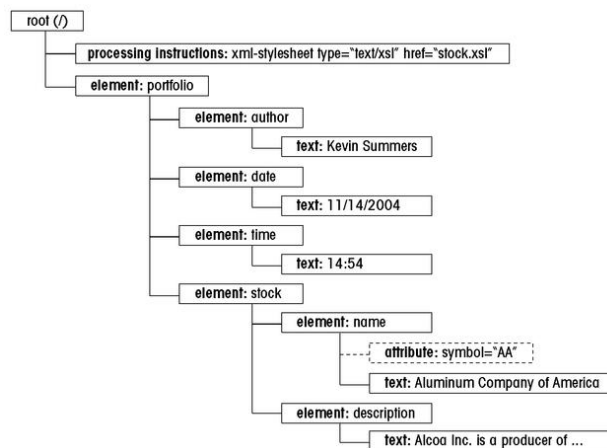 root (/)
processing instructions: xml-stylesheet type="text/xsl" href="stock.xsl"
element: portfolio
element: author
text: Kevin Summers
element: date
text: 11/14/2004
element: time
text: 14:54
element: stock
element: name
attribute: symbol="AA"
text: Aluminum Company of America
element: description
text: Alcoa Inc. is a producer of ...